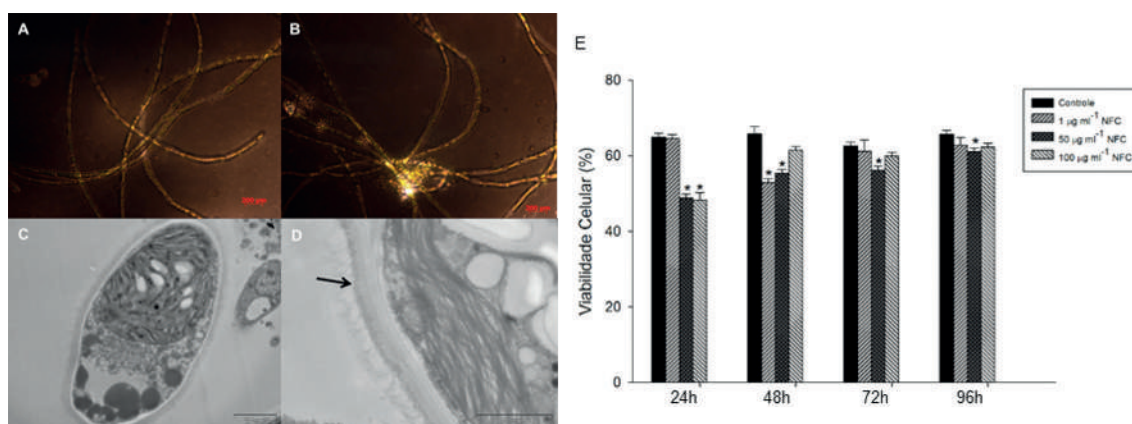 A
B
C
D
E
Viabilidade Celular (%)
80
60
40
20
0
* *
* *
*
*
24h
48h
72h
96h
Controle
1 µg ml⁻¹ NFC
50 µg ml⁻¹ NFC
100 µg ml⁻¹ NFC